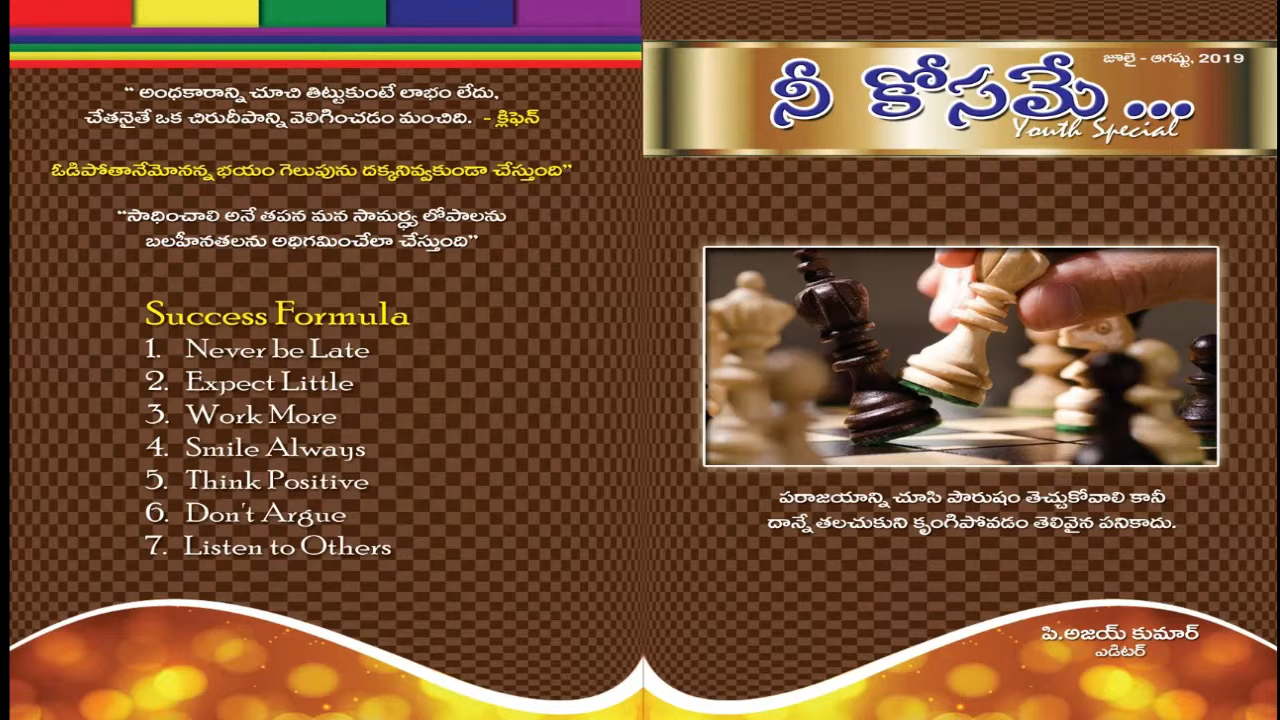 “ అంధకారాన్ని చూచి తిట్టుకుంటే లాభం లేదు,
చేతనైతే ఒక చిరుదీపాన్ని వెలిగించడం మంచిది. - క్లిఫెన్
ఓడిపోతానేమోనన్న భయం గెలుపును దక్కనివ్వకుండా చేస్తుంది”
“సాధించాలి అనే తపన మన సామర్ధ్య లోపాలను
బలహీనతలను అధిగమించేలా చేస్తుంది”
Success Formula
1. Never be Late
2. Expect Little
3. Work More
4. Smile Always
5. Think Positive
6. Don't Argue
7. Listen to Others
జూలై - ఆగష్టు, 2019
నీ కోసమే ...
Youth Special
పరాజయాన్ని చూసి పౌరుషం తెచ్చుకోవాలి కానీ
దాన్నే తలచుకుని కృంగిపోవడం తెలివైన పనికాదు.
పి.అజయ్ కుమార్
ఎడిటర్